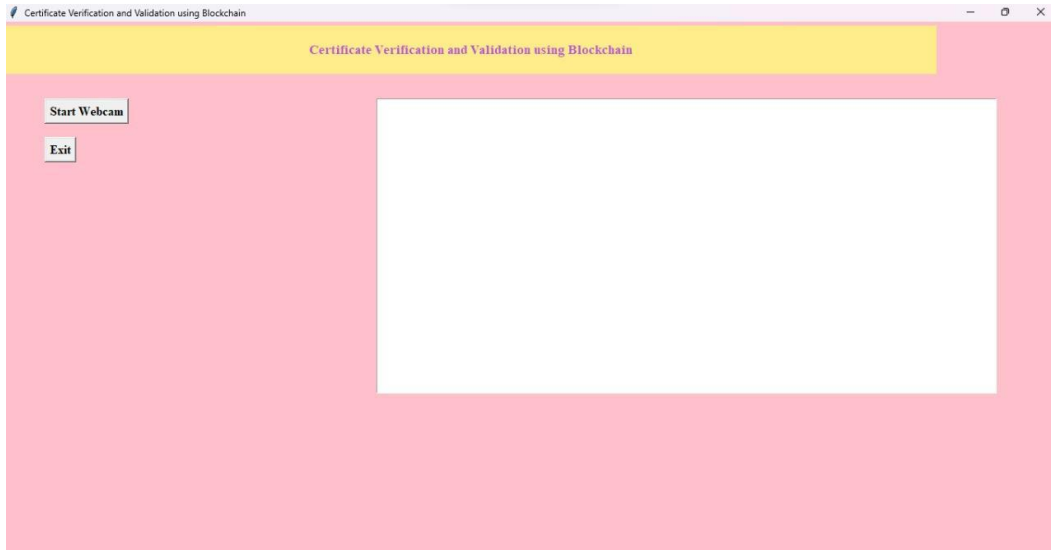 Certificate Verification and Validation using Blockchain
Certificate Verification and Validation using Blockchain
Start Webcam
Exit